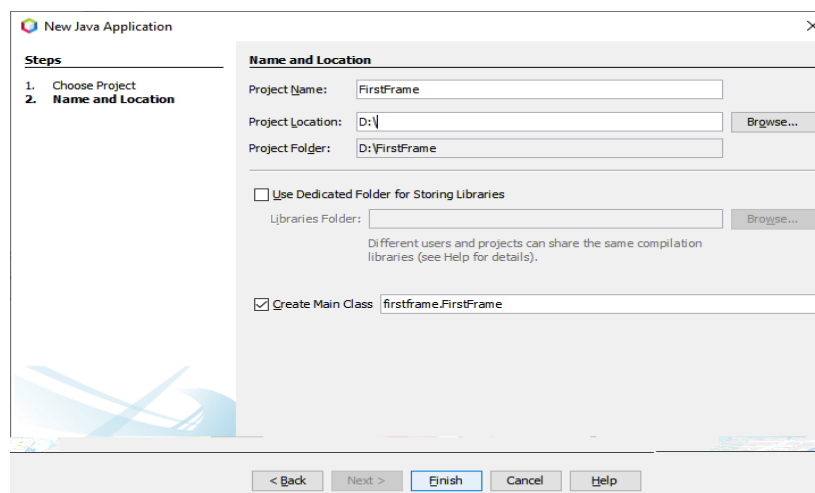 New Java Application
Steps
1. Choose Project
2. Name and Location
Name and Location
Project Name: FirstFrame
Project Location: D:\ Browse...
Project Folder: D:\FirstFrame
Use Dedicated Folder for Storing Libraries
Libraries Folder: Browse...
Different users and projects can share the same compilation
libraries (see Help for details).
Create Main Class firstframe.FirstFrame
< Back Next > Finish Cancel Help